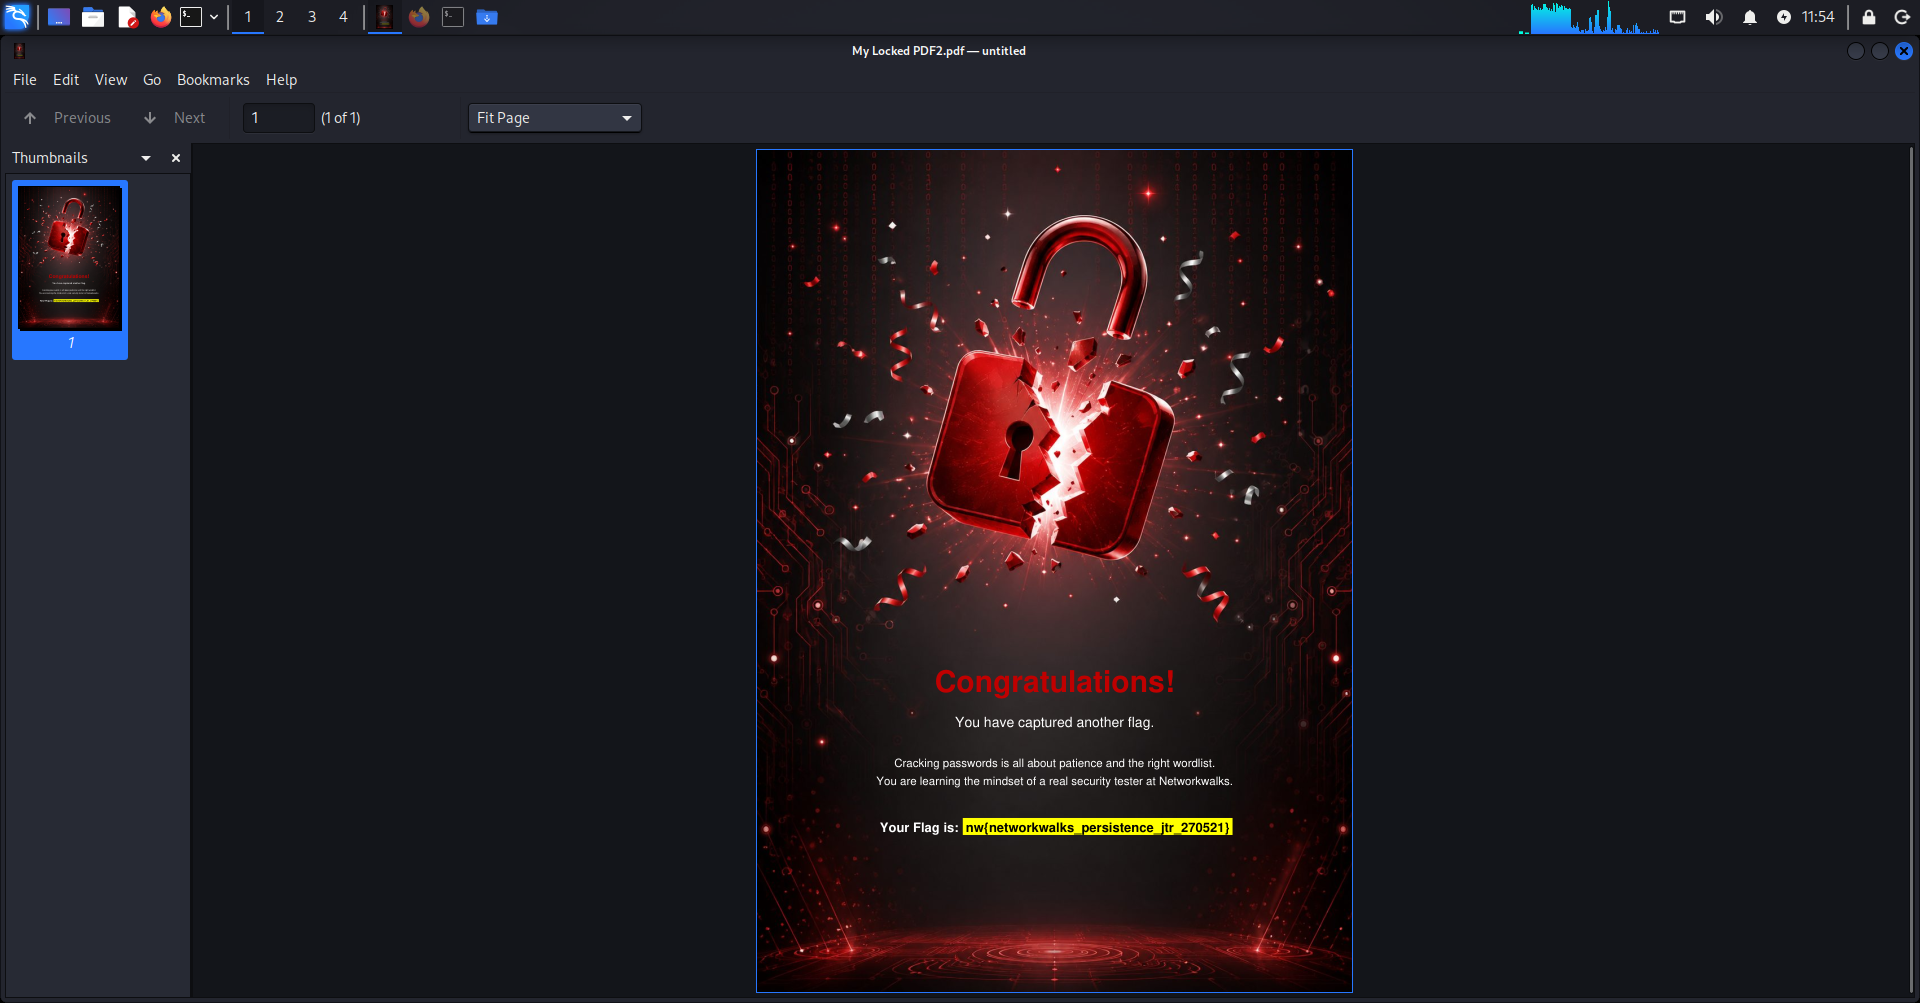 1 2 3 4
11:54
My Locked PDF2.pdf — untitled
File Edit View Go Bookmarks Help
Previous Next 1 (1 of 1) Fit Page
Thumbnails
1
Congratulations!
You have captured another flag.
Cracking passwords is all about patience and the right wordlist.
You are learning the mindset of a real security tester at Networkwalks.
Your Flag is: nw{networkwalks_persistence_jtr_270521}